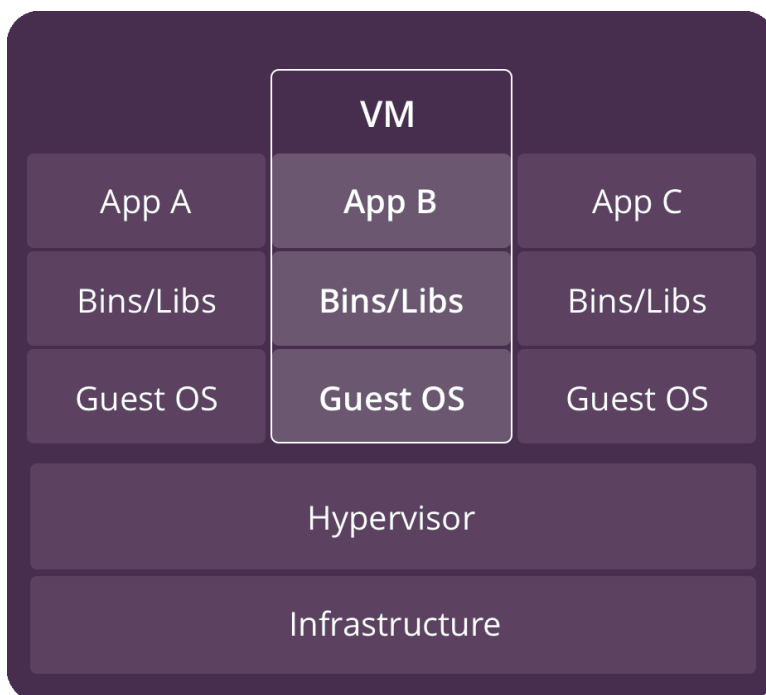 VM
App A
App B
App C
Bins/Libs
Bins/Libs
Bins/Libs
Guest OS
Guest OS
Guest OS
Hypervisor
Infrastructure